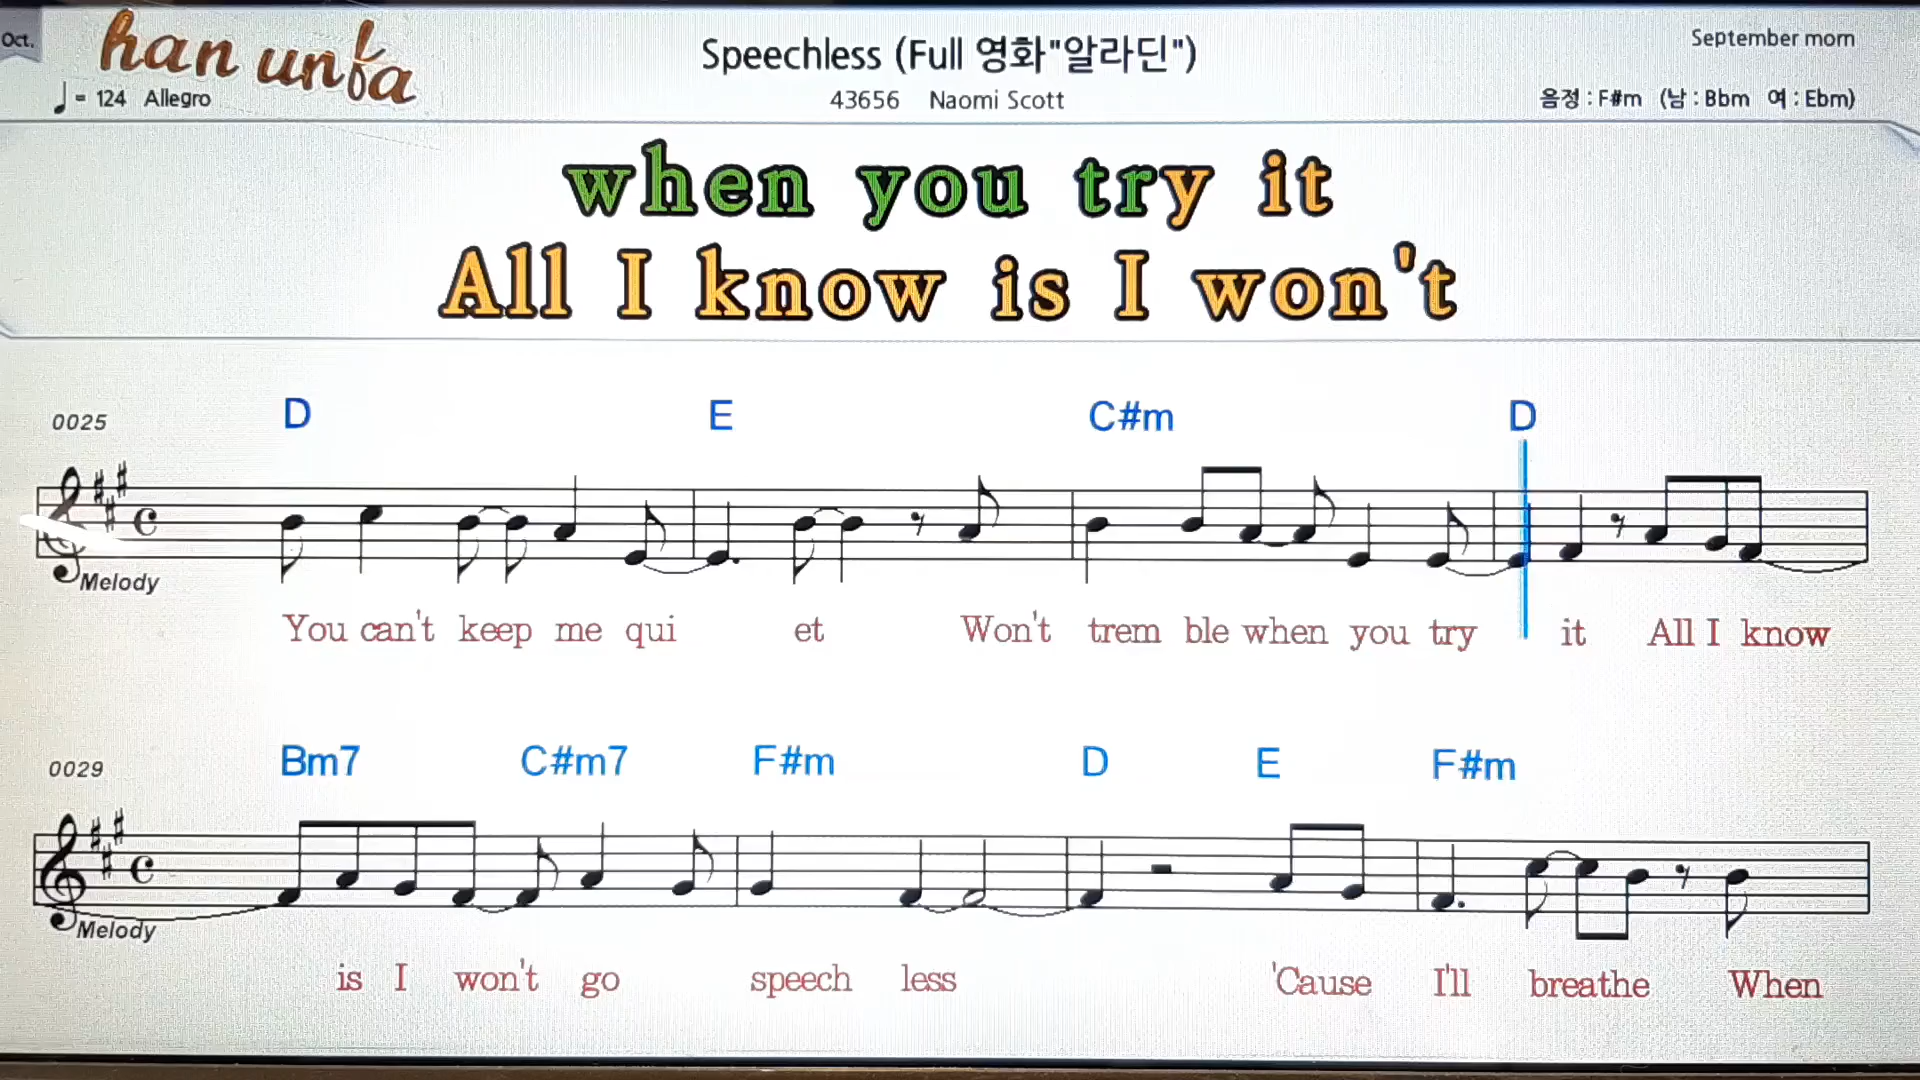 Oct.
han unfa
Speechless (Full 영화"알라딘")
September morn
♩ = 124 Allegro
43656 Naomi Scott
음정 : F#m (남 : Bbm 여 : Ebm)
when you try it
All I know is I won't
0025
D E C#m D
Melody
You can't keep me qui et Won't trem ble when you try it All I know
0029
Bm7 C#m7 F#m D E F#m
Melody
is I won't go speech less 'Cause I'll breathe When